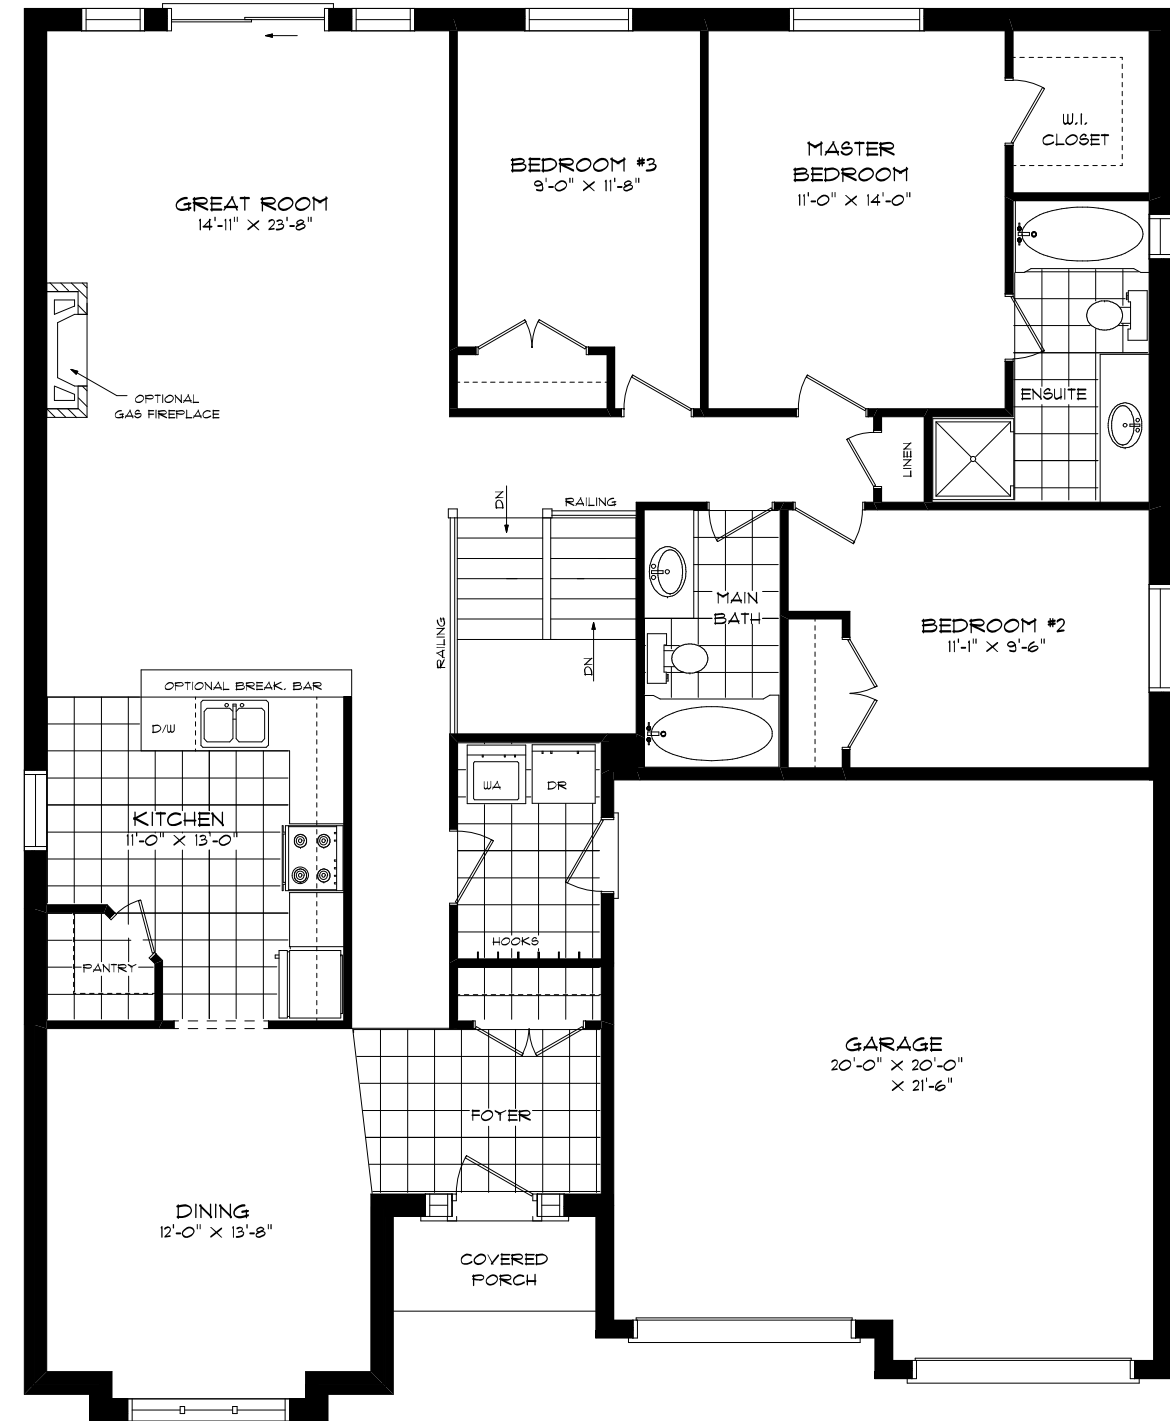 W.I.
CLOSET
MASTER
BEDROOM
11'-0" X 14'-0"
BEDROOM #3
9'-0" X 11'-8"
GREAT ROOM
14'-11" X 23'-8"
OPTIONAL
GAS FIREPLACE
ENSUITE
LINEN
DN
RAILING
MAIN
BATH
BEDROOM #2
11'-1" X 9'-6"
RAILING
DN
OPTIONAL BREAK. BAR
D/W
WA
DR
KITCHEN
11'-0" X 13'-0"
HOOKS
PANTRY
GARAGE
20'-0" X 20'-0"
X 21'-6"
FOYER
DINING
12'-0" X 13'-8"
COVERED
PORCH